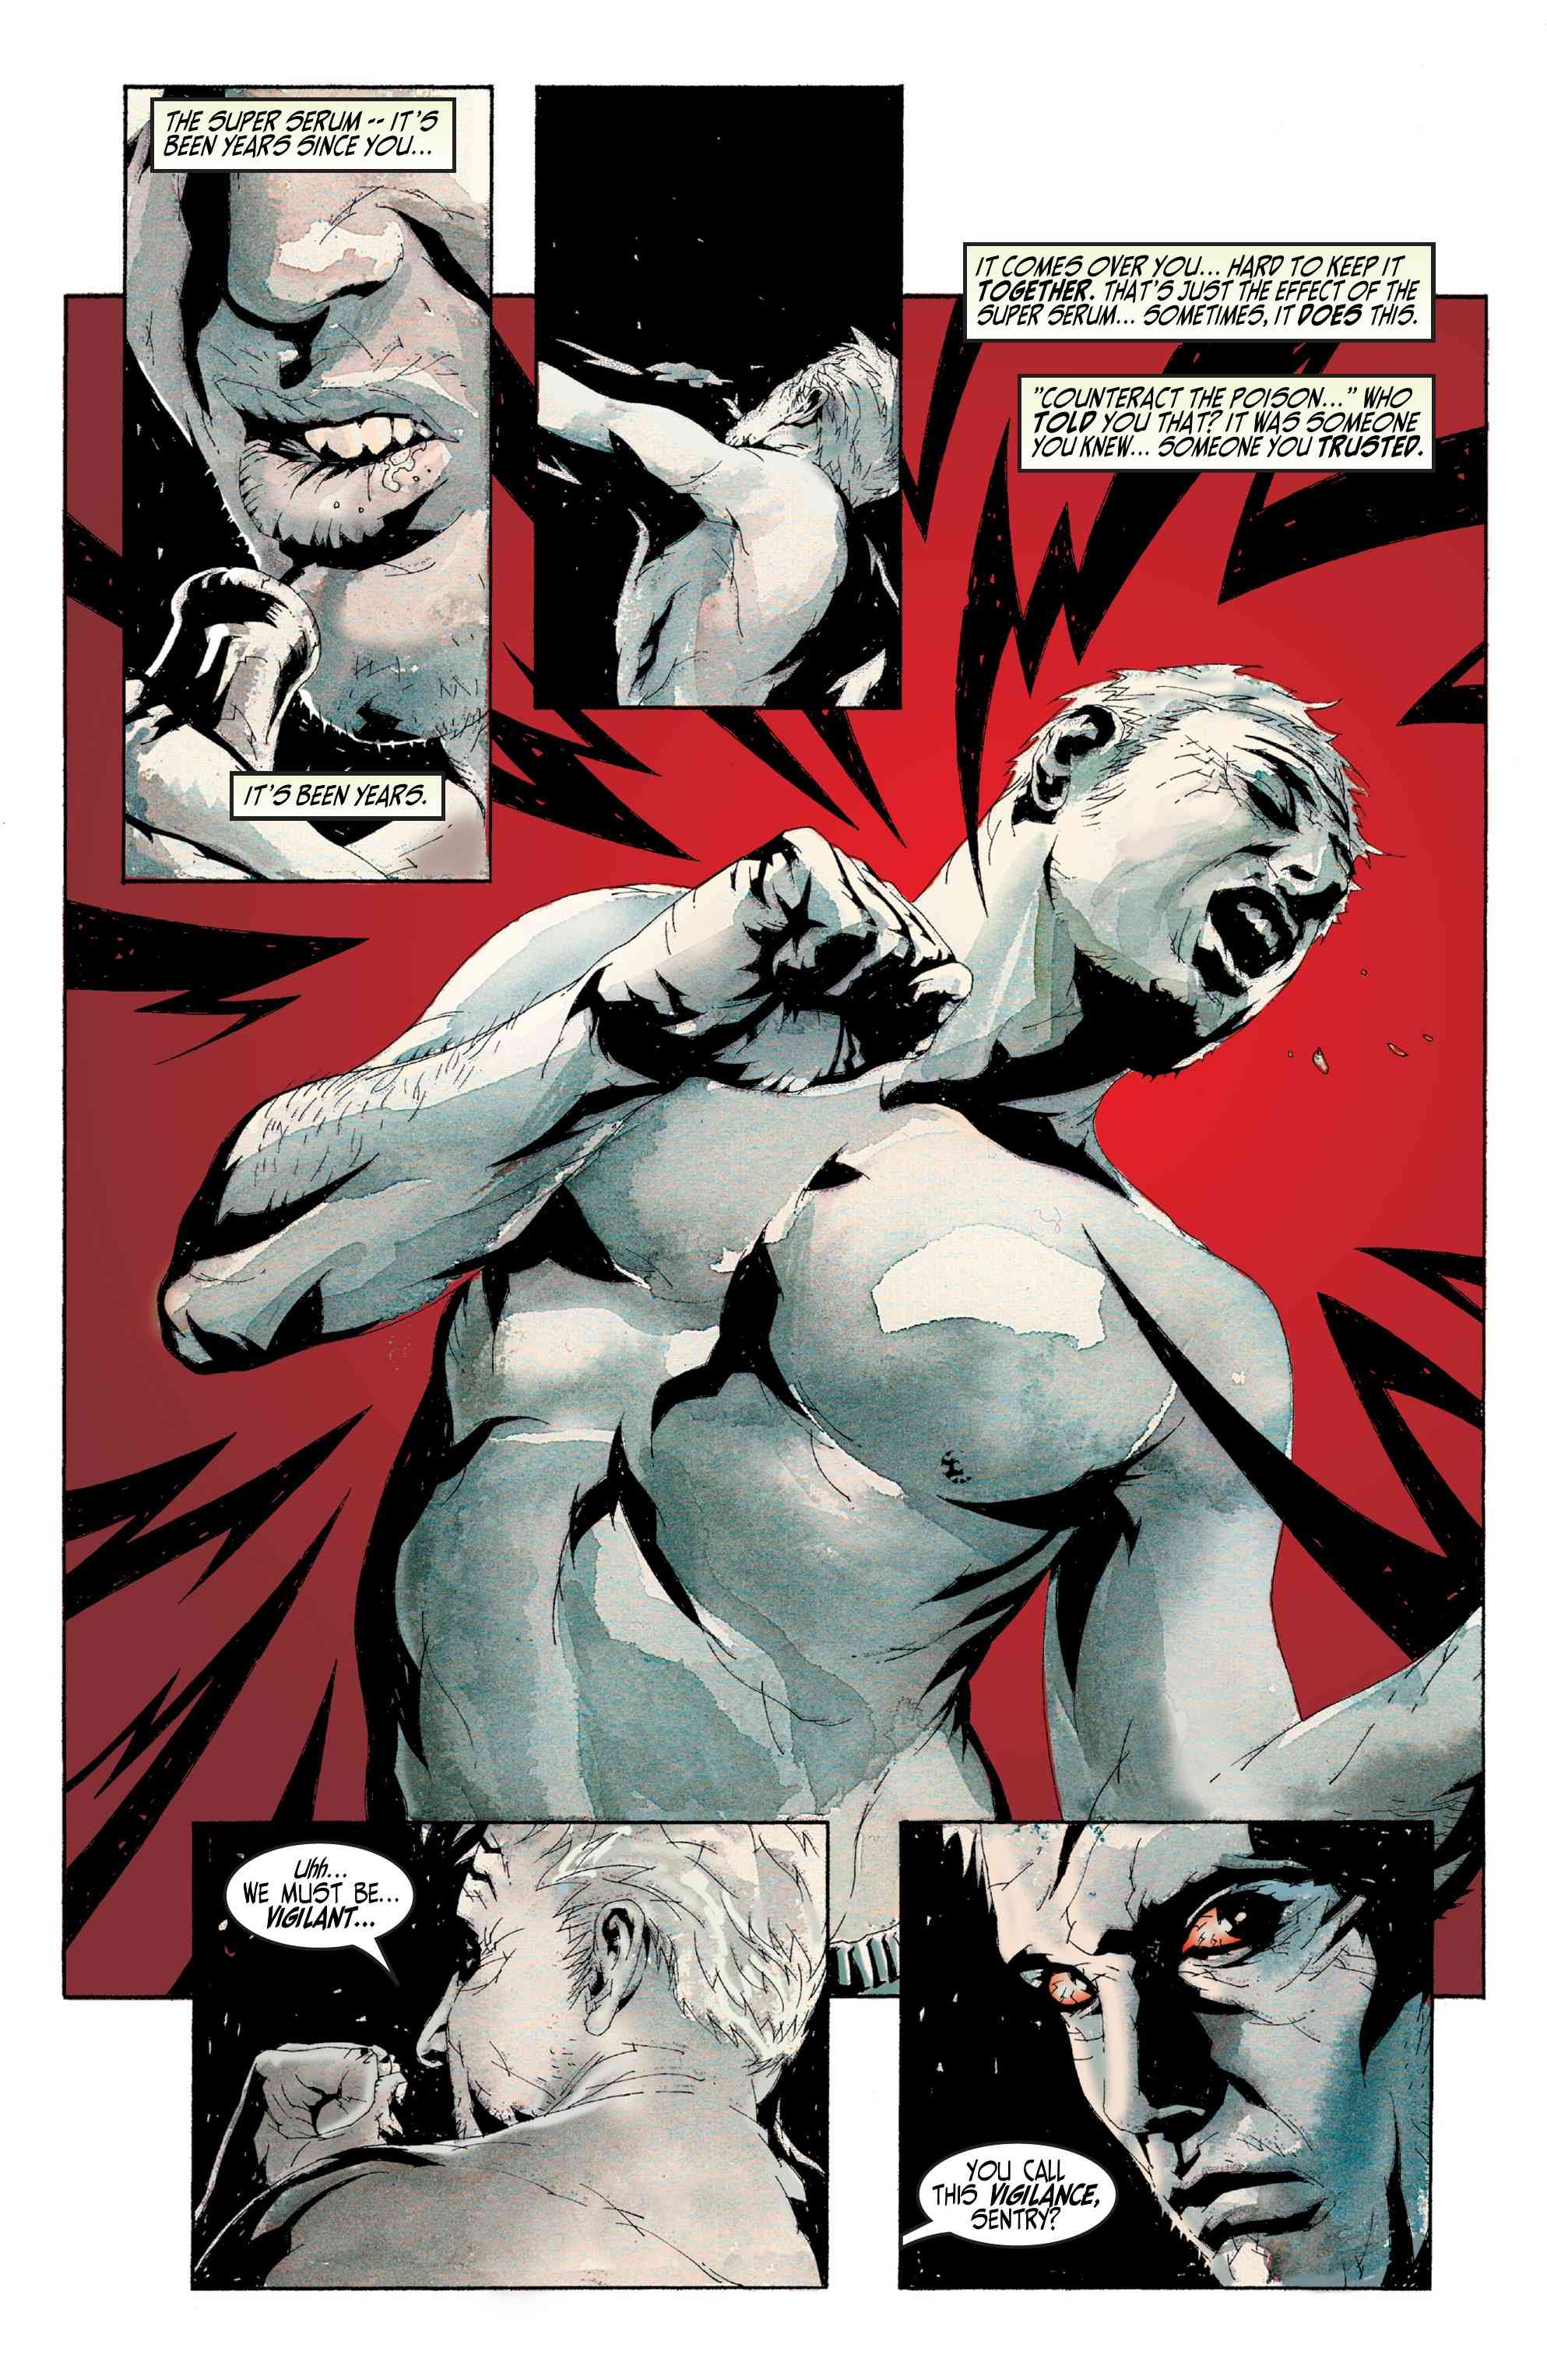 THE SUPER SERUM -- IT'S
BEEN YEARS SINCE YOU...
IT'S BEEN YEARS.
IT COMES OVER YOU... HARD TO KEEP IT
TOGETHER. THAT'S JUST THE EFFECT OF THE
SUPER SERUM... SOMETIMES, IT DOES THIS.
"COUNTERACT THE POISON..." WHO
TOLD YOU THAT? IT WAS SOMEONE
YOU KNEW... SOMEONE YOU TRUSTED.
Uhh...
WE MUST BE...
VIGILANT...
YOU CALL
THIS VIGILANCE,
SENTRY?